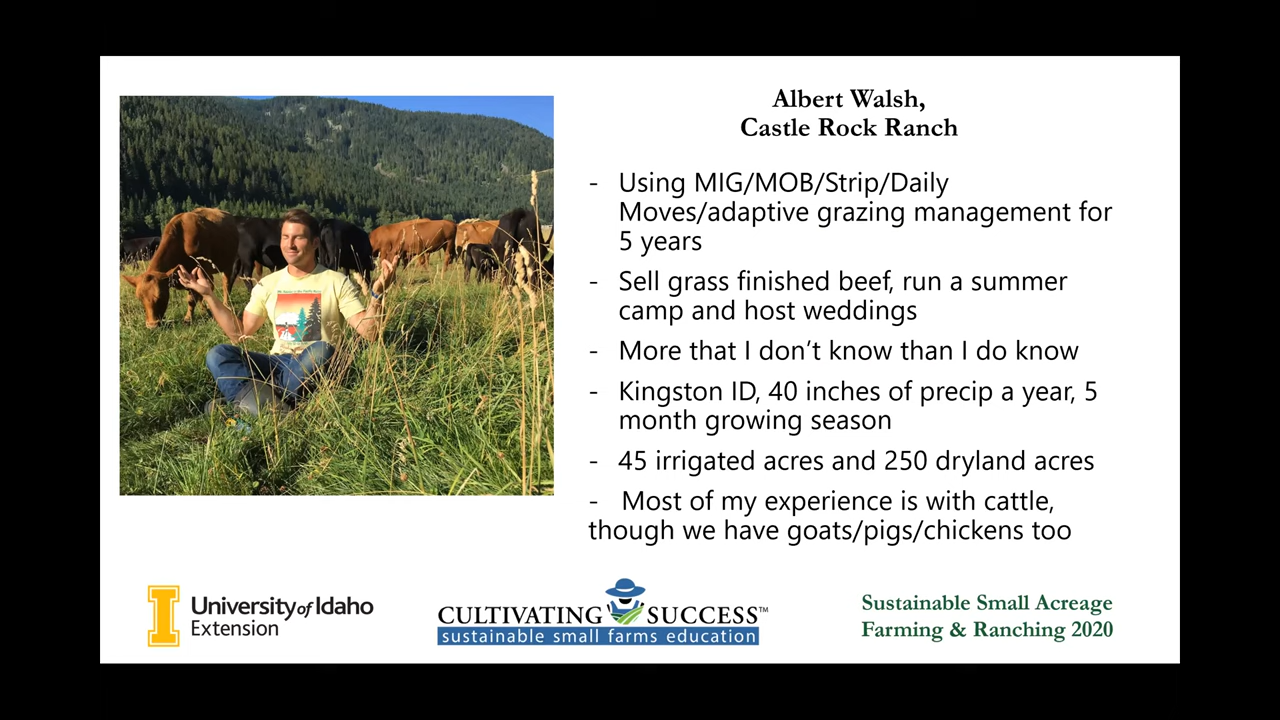 Albert Walsh,
Castle Rock Ranch
- Using MIG/MOB/Strip/Daily
Moves/adaptive grazing management for
5 years
- Sell grass finished beef, run a summer
camp and host weddings
- More that I don’t know than I do know
- Kingston ID, 40 inches of precip a year, 5
month growing season
- 45 irrigated acres and 250 dryland acres
- Most of my experience is with cattle,
though we have goats/pigs/chickens too
I University of Idaho
Extension
CULTIVATING SUCCESS™
sustainable small farms education
Sustainable Small Acreage
Farming & Ranching 2020